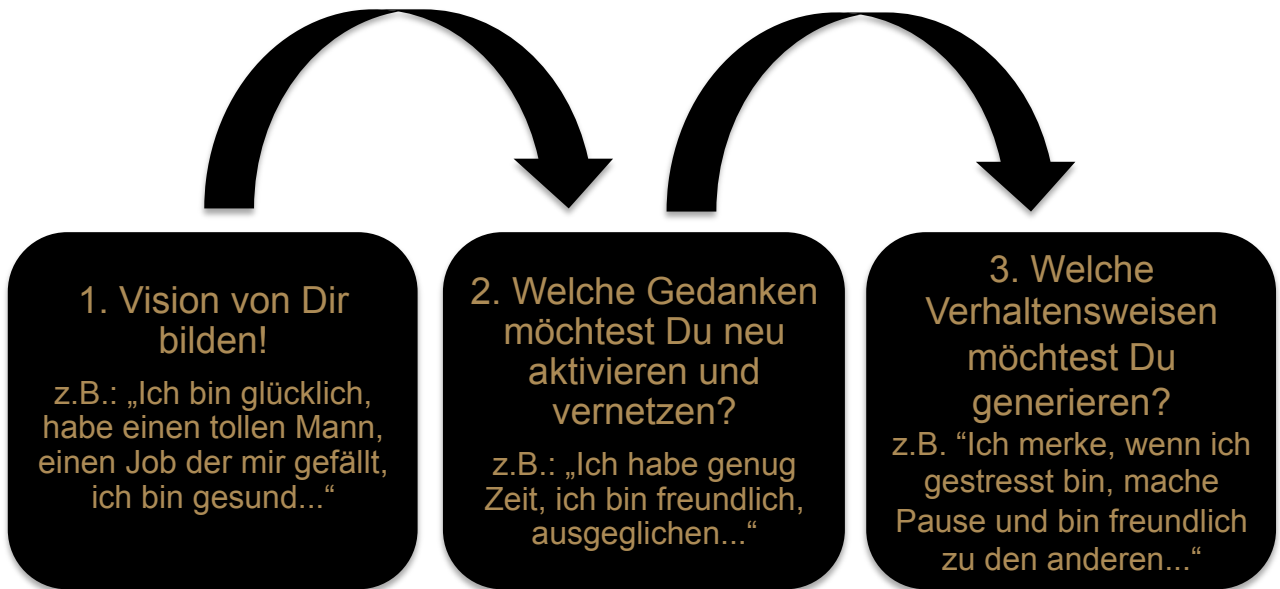 1. Vision von Dir
bilden!
z.B.: „Ich bin glücklich,
habe einen tollen Mann,
einen Job der mir gefällt,
ich bin gesund...“
2. Welche Gedanken
möchtest Du neu
aktivieren und
vernetzen?
z.B.: „Ich habe genug
Zeit, ich bin freundlich,
ausgeglichen...“
3. Welche
Verhaltensweisen
möchtest Du
generieren?
z.B. “Ich merke, wenn ich
gestresst bin, mache
Pause und bin freundlich
zu den anderen...“